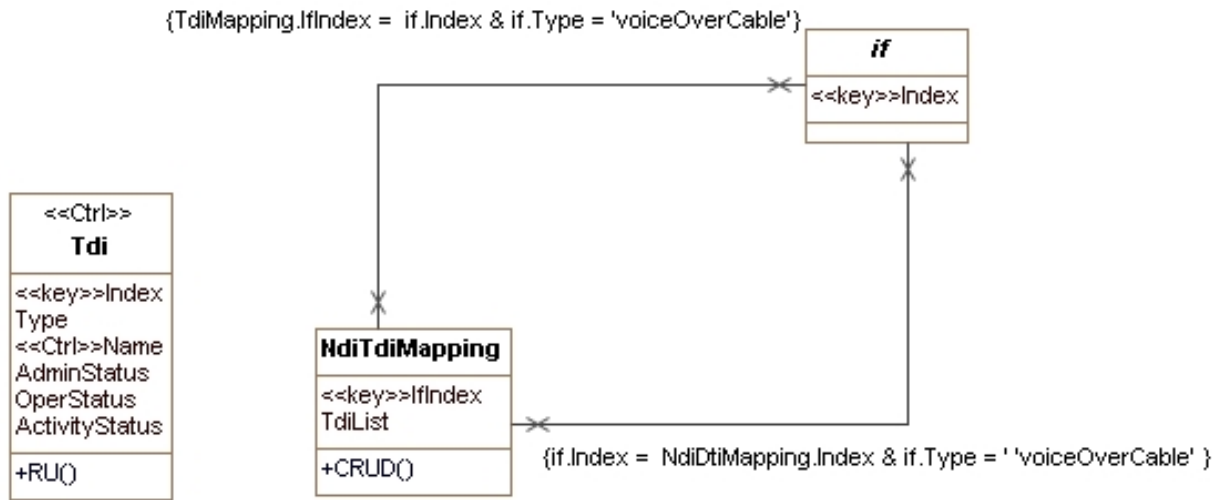 {TdiMapping.IfIndex = if.Index & if.Type = 'voiceOverCable'}
if
<<key>>Index
<<Ctrl>>
Tdi
<<key>>Index
Type
<<Ctrl>>Name
AdminStatus
OperStatus
ActivityStatus
+RU()
NdiTdiMapping
<<key>>IfIndex
TdiList
+CRUD()
{if.Index = NdiDtiMapping.Index & if.Type = ' 'voiceOverCable' }